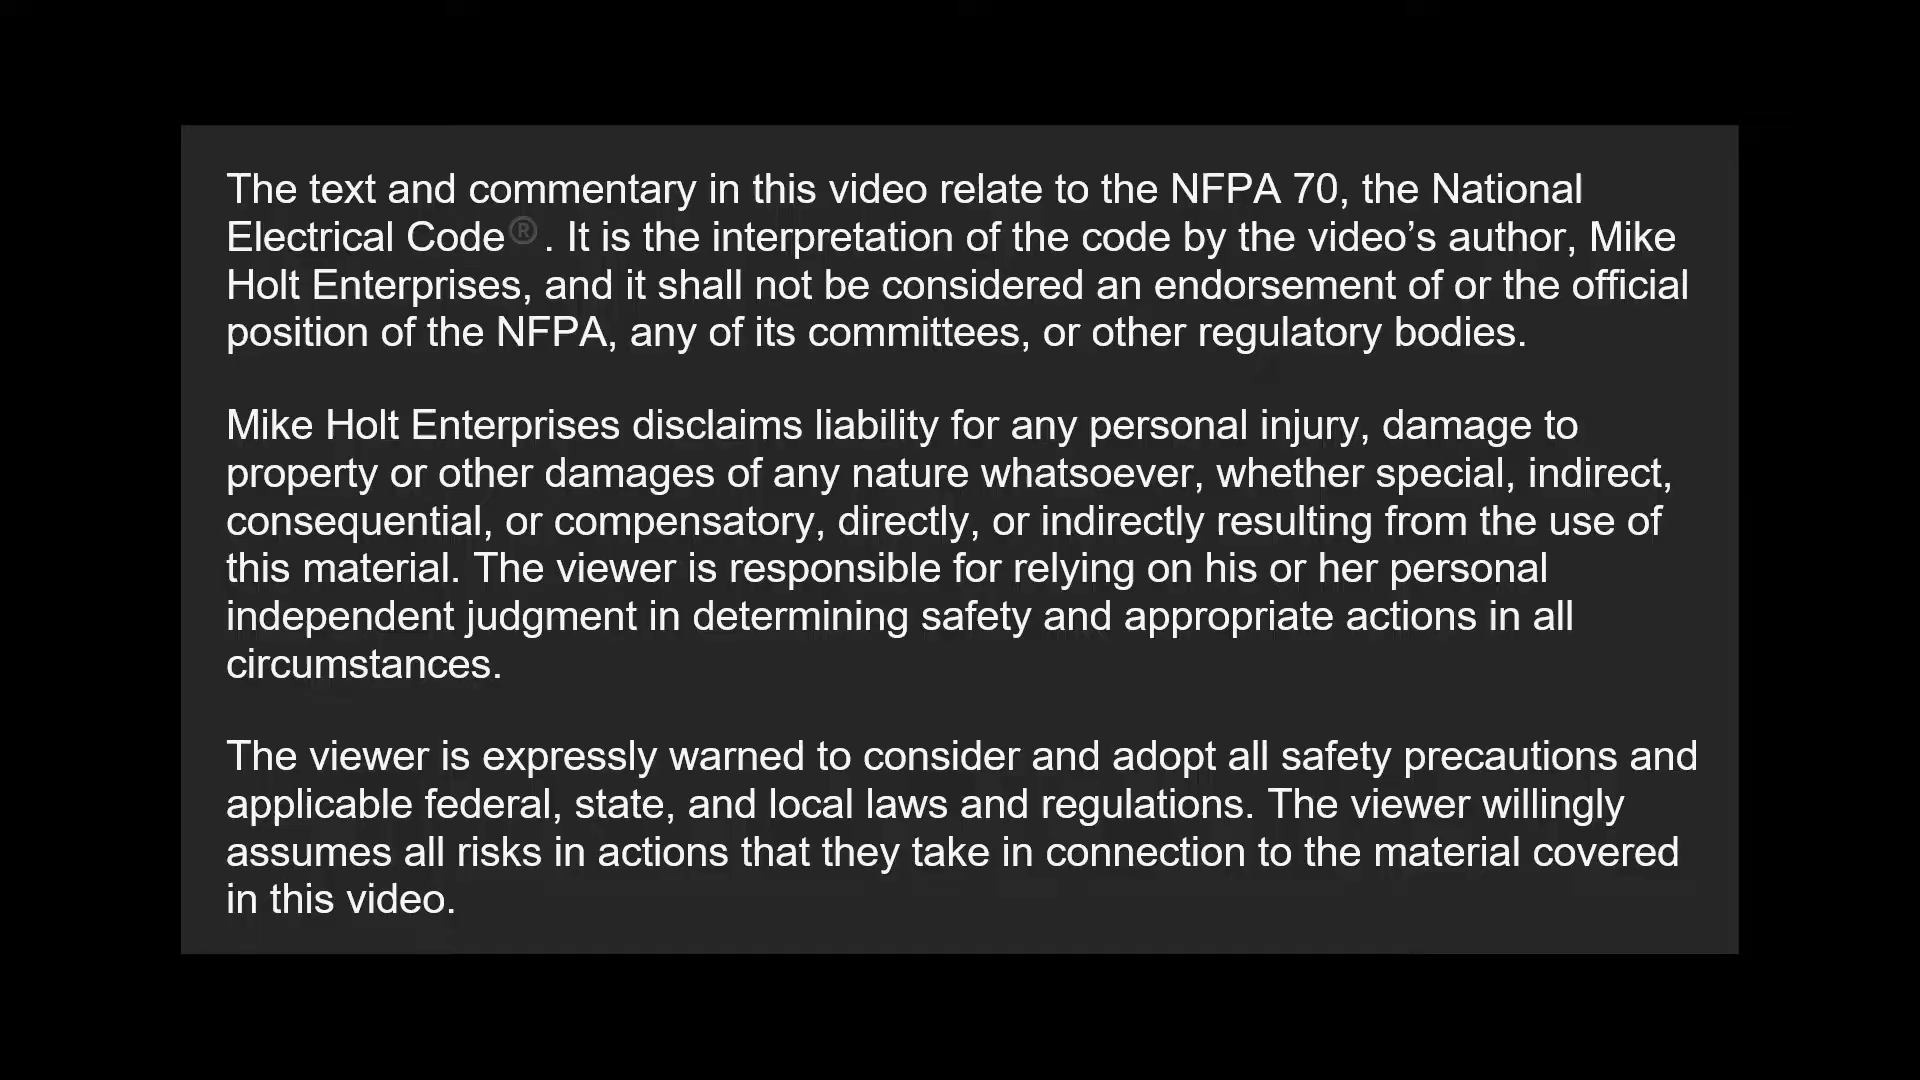 The text and commentary in this video relate to the NFPA 70, the National
Electrical Code® . It is the interpretation of the code by the video’s author, Mike
Holt Enterprises, and it shall not be considered an endorsement of or the official
position of the NFPA, any of its committees, or other regulatory bodies.
Mike Holt Enterprises disclaims liability for any personal injury, damage to
property or other damages of any nature whatsoever, whether special, indirect,
consequential, or compensatory, directly, or indirectly resulting from the use of
this material. The viewer is responsible for relying on his or her personal
independent judgment in determining safety and appropriate actions in all
circumstances.
The viewer is expressly warned to consider and adopt all safety precautions and
applicable federal, state, and local laws and regulations. The viewer willingly
assumes all risks in actions that they take in connection to the material covered
in this video.